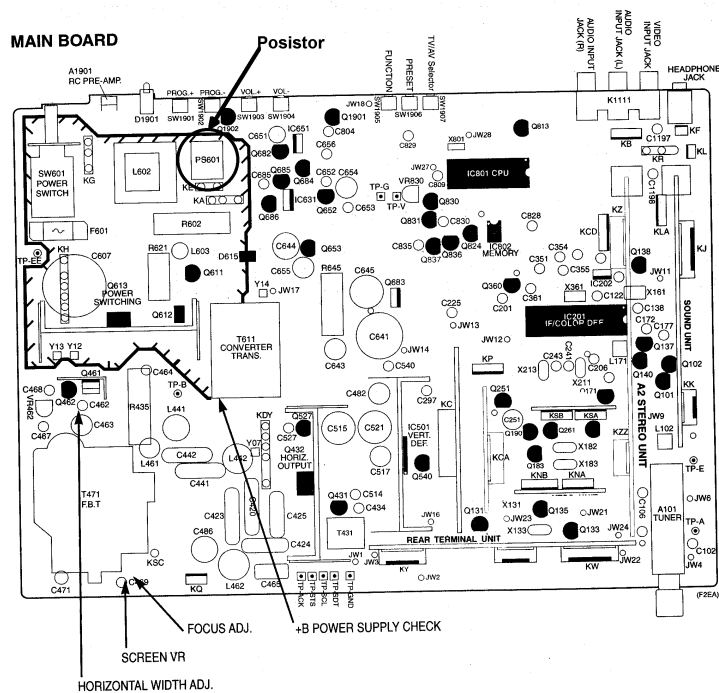 MAIN BOARD
Posistor
A1901
RC PRE-AMP.
D1901
PROG.+
SW1901
PROG.-
SW1902
VOL.+
SW1903
VOL-
SW1904
Q1902
Q1901
JW18
FUNCTION
SW1905
PRESET
SW1906
TV/AV Selector
SW1907
AUDIO INPUT
JACK (R)
AUDIO
INPUT JACK (L)
VIDEO
INPUT JACK
HEADPHONE
JACK
K1111
KF
C651
IC651
C804
C829
X801
JW28
Q813
KB
C1197
KR
KL
SW601
POWER
SWITCH
KG
L602
PS601
Q682
C656
Q685
Q684
C685
C652
C654
JW27
C809
IC801 CPU
C1198
KE
KA
IC631
Q686
Q652
C653
TP-G
TP-V
VR830
Q830
KZ
KLA
F601
R602
Q831
C830
C828
KCD
KH
TP-EE
C607
R621
L603
D615
C644
Q653
C835
Q837
Q836
Q824
IC802
MEMORY
C354
C351
C355
Q138
KJ
JW11
Q613
POWER
SWITCHING
Q611
C655
R645
C645
Q683
Q360
IC202
Y14
JW17
C201
C361
X361
C122
X161
SOUND UNIT
Q612
C225
C138
C172
C177
T611
CONVERTER
TRANS.
C641
JW13
IC201
IF/COLOP DEF.
Q137
Y13
Y12
JW14
JW12
L171
C643
C540
KP
X213
C243
C241
C206
Q140
Q102
Q461
C464
X211
C468
TP-B
Q251
Q171
Q101
KK
VR462
Q462
C462
R435
L441
KDY
Q527
C482
C297
KC
KSB
KSA
A2 STEREO UNIT
JW9
C467
C463
C527
C515
C521
IC501
VERT.
DEF.
C251
Q190
Q261
L102
Y07
Q432
HORIZ.
OUTPUT
X182
KZZ
L461
C442
L442
C517
KCA
Q183
X183
C441
Q540
TP-E
KNB
KNA
T471
F.B.T
C423
C420
C425
Q431
C514
C434
C106
A101
TUNER
JW6
X131
Q135
JW21
C486
C424
T431
JW16
Q131
JW23
X133
Q133
JW24
TP-A
REAR TERMINAL UNIT
KSC
JW1
JW3
JW22
C102
JW4
C471
C469
KQ
L462
C465
KY
JW2
KW
TP-ACK
TP-STS
TP-SCL
TP-SDT
TP-GND
(F2EA)
FOCUS ADJ.
+B POWER SUPPLY CHECK
SCREEN VR
HORIZONTAL WIDTH ADJ.